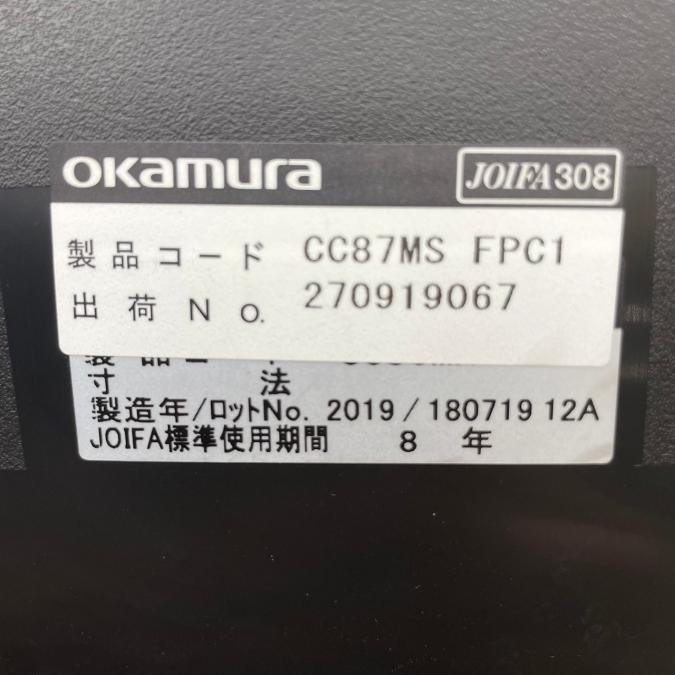 okamura
JOIFA308
製品コード CC87MS FPC1
出荷No. 270919067
寸法
製造年/ロットNo. 2019/180719 12A
JOIFA標準使用期間 8年